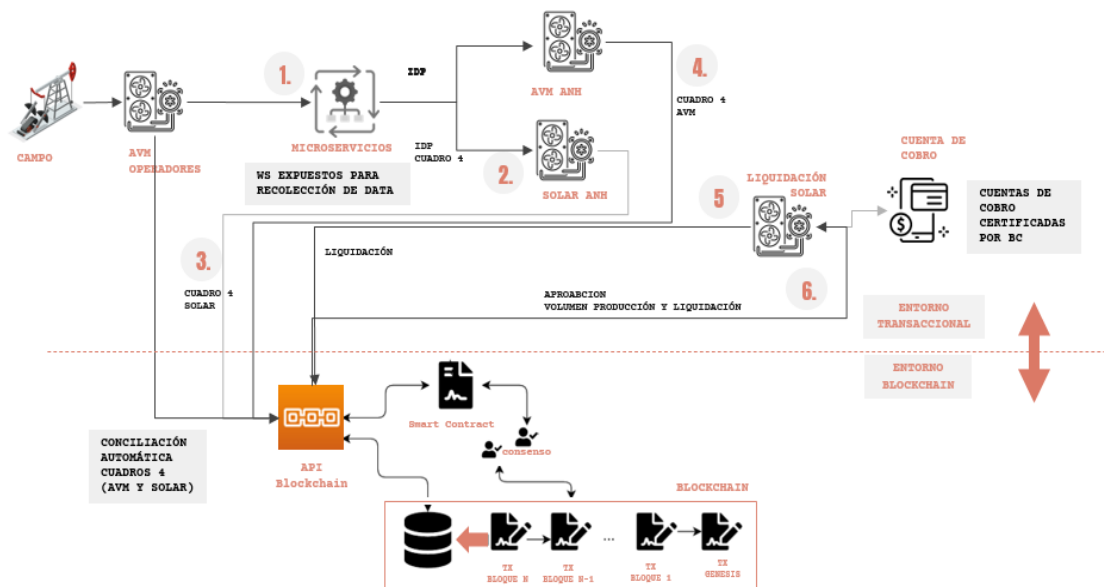 1.
IDP
4.
AVM ANH
CUADRO 4
AVM
CAMPO
AVM
OPERADORES
MICROSERVICIOS
IDP
CUADRO 4
WS EXPUESTOS PARA
RECOLECCIÓN DE DATA
2.
SOLAR ANH
CUENTA DE
COBRO
5
LIQUIDACIÓN
SOLAR
CUENTAS DE
COBRO
CERTIFICADAS
POR BC
3.
CUADRO 4
SOLAR
LIQUIDACIÓN
6.
APROABCION
VOLUMEN PRODUCCIÓN Y LIQUIDACIÓN
ENTORNO
TRANSACCIONAL
ENTORNO
BLOCKCHAIN
Smart Contract
consenso
CONCILIACIÓN
AUTOMÁTICA
CUADROS 4
(AVM Y SOLAR)
API
Blockchain
BLOCKCHAIN
...
TX
BLOQUE N
TX
BLOQUE N-1
TX
BLOQUE 1
TX
GENESIS